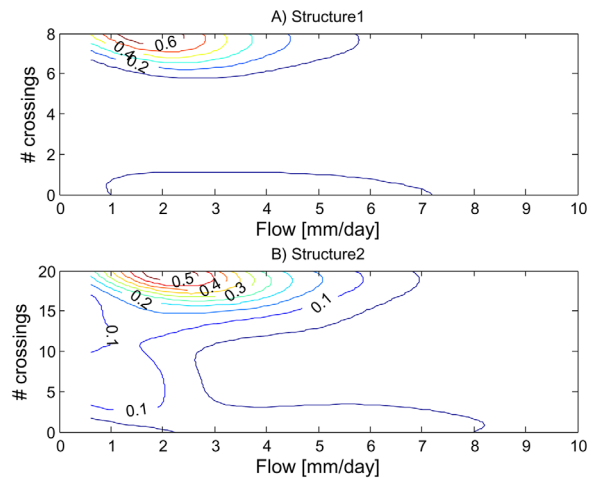 A) Structure1
8
6
4
2
0
# crossings
0.6
0.4
0.2
0 1 2 3 4 5 6 7 8 9 10
Flow [mm/day]
B) Structure2
20
15
10
5
0
# crossings
0.5
0.4
0.3
0.2
0.1
0.1
0.1
0 1 2 3 4 5 6 7 8 9 10
Flow [mm/day]